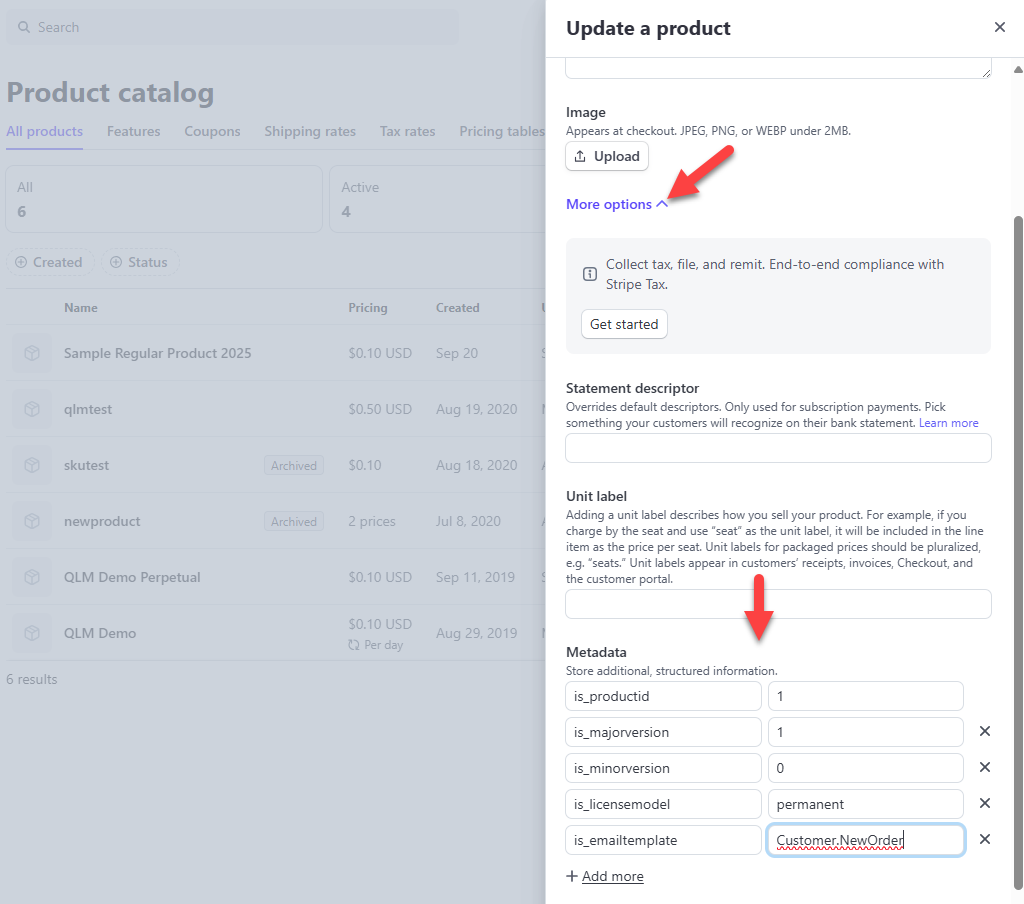 Search
Product catalog
All products Features Coupons Shipping rates Tax rates Pricing tables
All
6
Active
4
Created Status
Name Pricing Created
Sample Regular Product 2025 $0.10 USD Sep 20
qlmtest $0.50 USD Aug 19, 2020
skutest Archived $0.10 Aug 18, 2020
newproduct Archived 2 prices Jul 8, 2020
QLM Demo Perpetual $0.10 USD Sep 11, 2019
QLM Demo $0.10 USD Per day Aug 29, 2019
6 results
Update a product
Image
Appears at checkout. JPEG, PNG, or WEBP under 2MB.
Upload
More options
Collect tax, file, and remit. End-to-end compliance with
Stripe Tax.
Get started
Statement descriptor
Overrides default descriptors. Only used for subscription payments. Pick
something your customers will recognize on their bank statement. Learn more
Unit label
Adding a unit label describes how you sell your product. For example, if you
charge by the seat and use “seat” as the unit label, it will be included in the line
item as the price per seat. Unit labels for packaged prices should be pluralized,
e.g. “seats.” Unit labels appear in customers’ receipts, invoices, Checkout, and
the customer portal.
Metadata
Store additional, structured information.
is_productid 1
is_majorversion 1
is_minorversion 0
is_licensemodel permanent
is_emailtemplate Customer.NewOrder
Add more